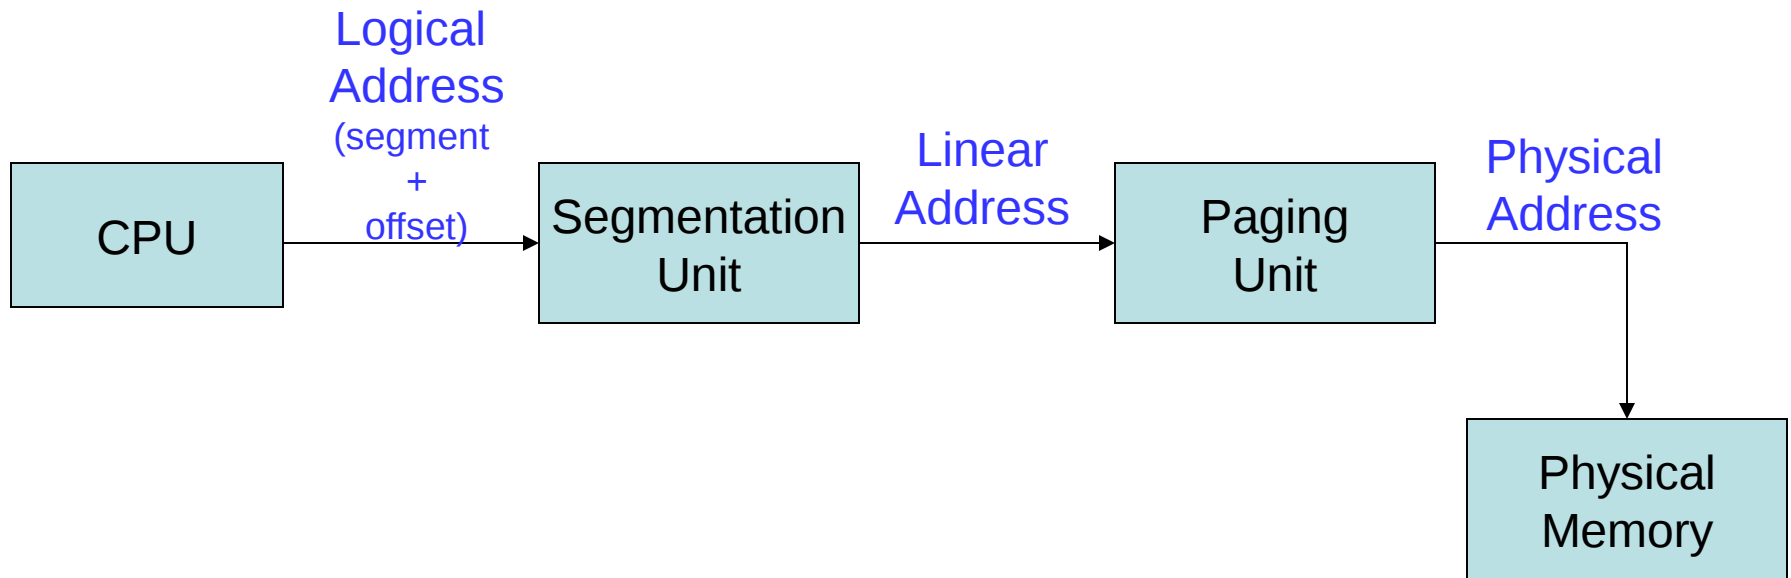 CPU
Logical
Address
(segment
+
offset)
Segmentation
Unit
Linear
Address
Paging
Unit
Physical
Address
Physical
Memory